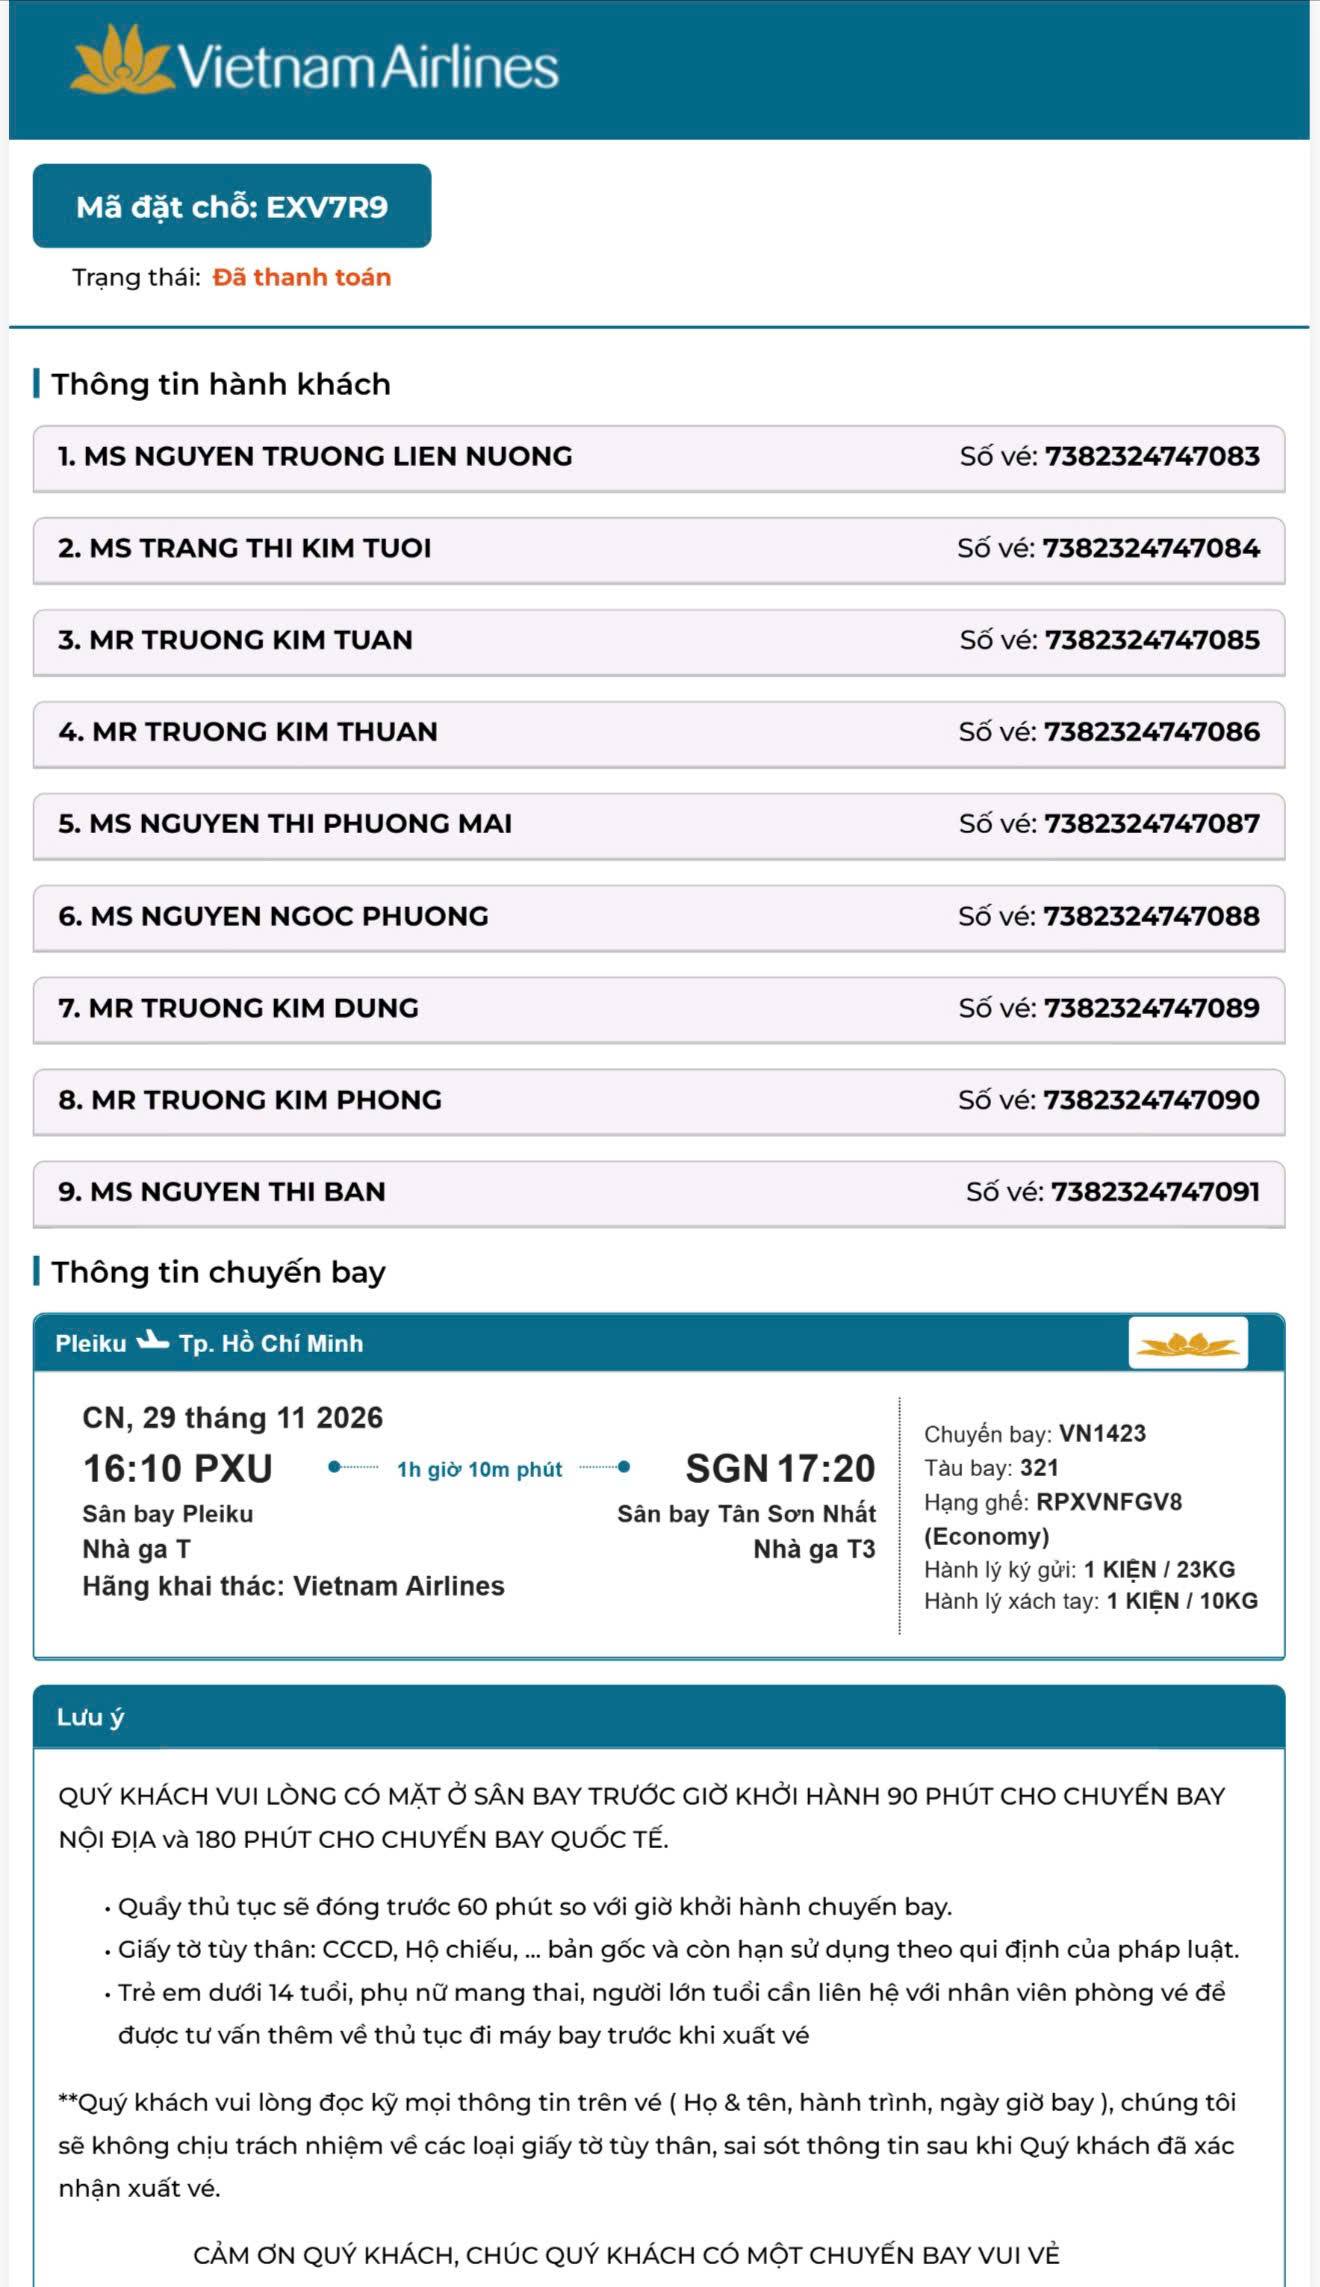 Vietnam Airlines
Mã đặt chỗ: EXV7R9
Trạng thái: Đã thanh toán
Thông tin hành khách
1. MS NGUYEN TRUONG LIEN NUONG Số vé: 7382324747083
2. MS TRANG THI KIM TUOI Số vé: 7382324747084
3. MR TRUONG KIM TUAN Số vé: 7382324747085
4. MR TRUONG KIM THUAN Số vé: 7382324747086
5. MS NGUYEN THI PHUONG MAI Số vé: 7382324747087
6. MS NGUYEN NGOC PHUONG Số vé: 7382324747088
7. MR TRUONG KIM DUNG Số vé: 7382324747089
8. MR TRUONG KIM PHONG Số vé: 7382324747090
9. MS NGUYEN THI BAN Số vé: 7382324747091
Thông tin chuyến bay
Pleiku Tp. Hồ Chí Minh
CN, 29 tháng 11 2026
16:10 PXU 1h giờ 10m phút SGN 17:20
Sân bay Pleiku Sân bay Tân Sơn Nhất
Nhà ga T Nhà ga T3
Hãng khai thác: Vietnam Airlines
Chuyến bay: VN1423
Tàu bay: 321
Hạng ghế: RPXVNFGV8
(Economy)
Hành lý ký gửi: 1 KIỆN / 23KG
Hành lý xách tay: 1 KIỆN / 10KG
Lưu ý
QUÝ KHÁCH VUI LÒNG CÓ MẶT Ở SÂN BAY TRƯỚC GIỜ KHỞI HÀNH 90 PHÚT CHO CHUYẾN BAY
NỘI ĐỊA và 180 PHÚT CHO CHUYẾN BAY QUỐC TẾ.
• Quầy thủ tục sẽ đóng trước 60 phút so với giờ khởi hành chuyến bay.
• Giấy tờ tùy thân: CCCD, Hộ chiếu, ... bản gốc và còn hạn sử dụng theo qui định của pháp luật.
• Trẻ em dưới 14 tuổi, phụ nữ mang thai, người lớn tuổi cần liên hệ với nhân viên phòng vé để
được tư vấn thêm về thủ tục đi máy bay trước khi xuất vé
**Quý khách vui lòng đọc kỹ mọi thông tin trên vé ( Họ & tên, hành trình, ngày giờ bay ), chúng tôi
sẽ không chịu trách nhiệm về các loại giấy tờ tùy thân, sai sót thông tin sau khi Quý khách đã xác
nhận xuất vé.
CẢM ƠN QUÝ KHÁCH, CHÚC QUÝ KHÁCH CÓ MỘT CHUYẾN BAY VUI VẺ